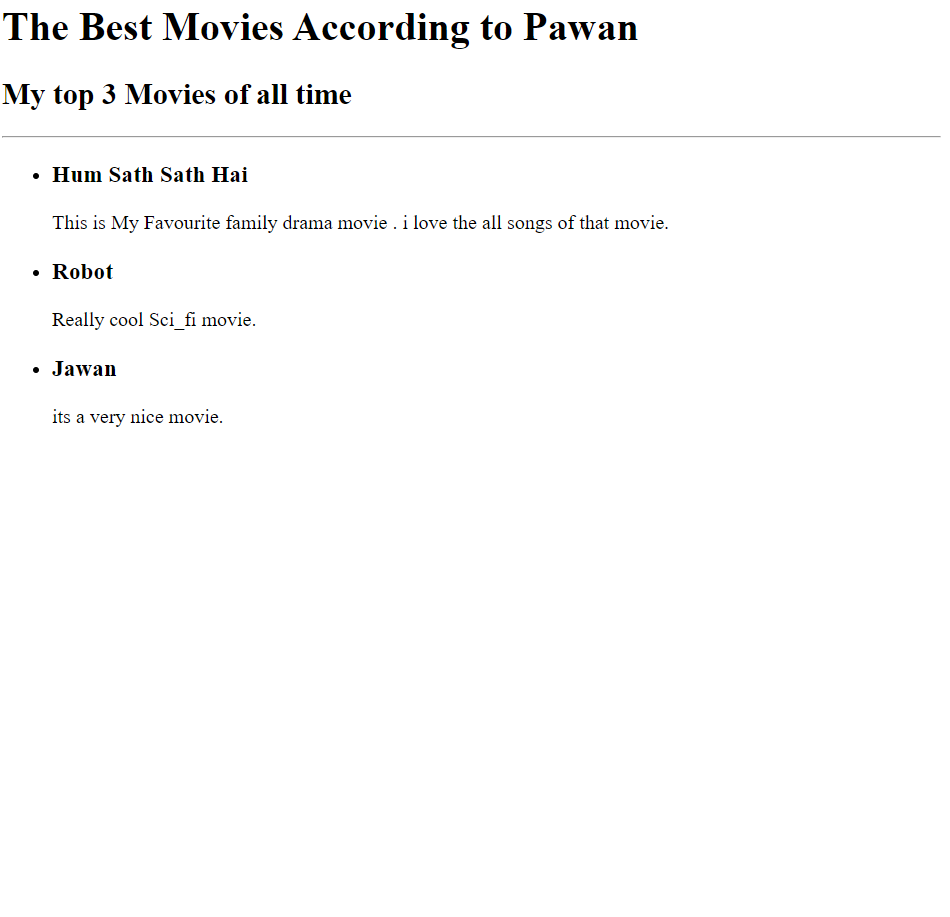 The Best Movies According to Pawan
My top 3 Movies of all time
Hum Sath Sath Hai
This is My Favourite family drama movie . i love the all songs of that movie.
Robot
Really cool Sci_fi movie.
Jawan
its a very nice movie.